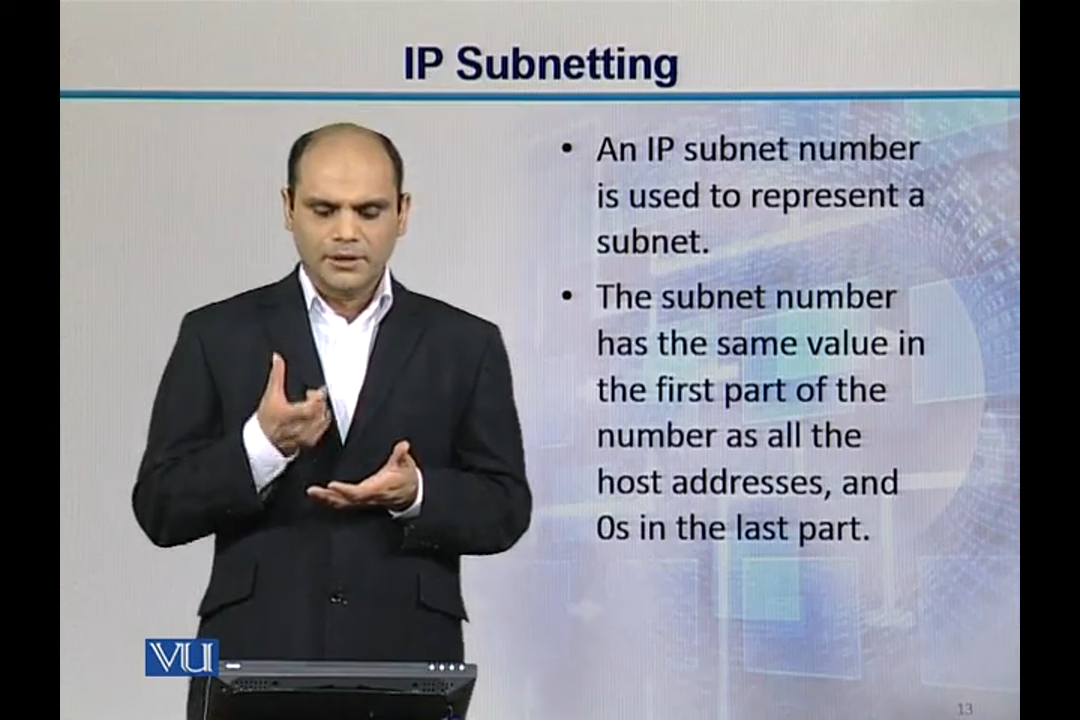 IP Subnetting
• An IP subnet number
is used to represent a
subnet.
• The subnet number
has the same value in
the first part of the
number as all the
host addresses, and
0s in the last part.
VU
13